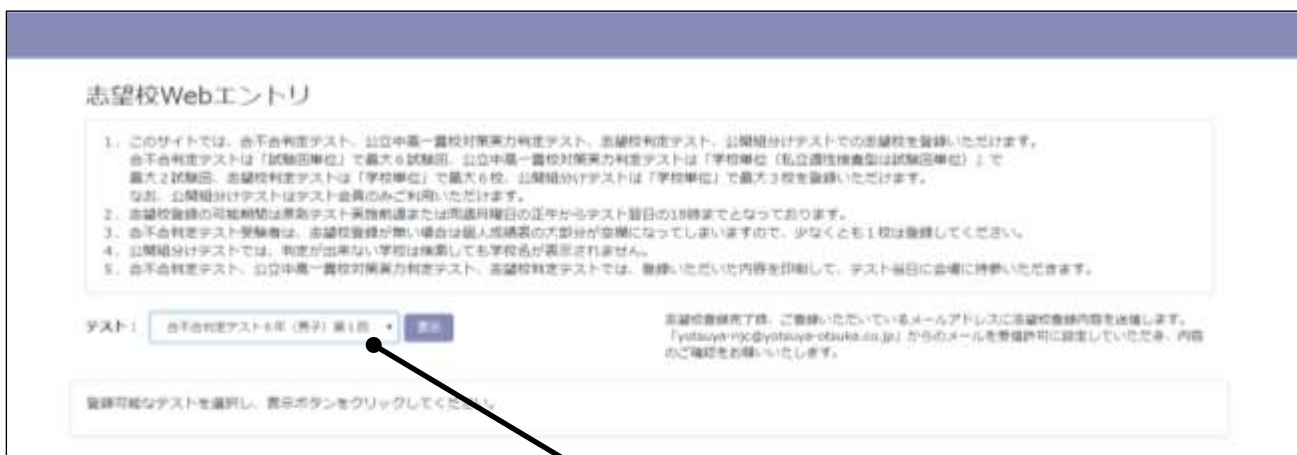 志望校Webエントリ
1. このサイトでは、合不合判定テスト、公立中高一貫校対策実力判定テスト、志望校判定テスト、公開組分けテストでの志望校を登録いただけます。
合不合判定テストは「試験回単位」で最大6試験回、公立中高一貫校対策実力判定テストは「学校単位（私立適性検査型は試験回単位）」で
最大2試験回、志望校判定テストは「学校単位」で最大6校、公開組分けテストは「学校単位」で最大3校を登録いただけます。
なお、公開組分けテストはテスト会員のみご利用いただけます。
2. 志望校登録の可能期間は原則テスト実施前週または同週月曜日の正午からテスト翌日の18時までとなっております。
3. 合不合判定テスト受験者は、志望校登録が無い場合は個人成績表の大部分が空欄になってしまいますので、少なくとも1校は登録してください。
4. 公開組分けテストでは、判定が出来ない学校は検索しても学校名が表示されません。
5. 合不合判定テスト、公立中高一貫校対策実力判定テスト、志望校判定テストでは、登録いただいた内容を印刷して、テスト当日に会場に持参いただきます。
テスト： 合不合判定テスト6年（男子）第1回 表示
志望校登録完了後、ご登録いただいているメールアドレスに志望校登録内容を送信します。
「yotsuya-njc@yotsuya-otsuka.co.jp」からのメールを受信許可に設定していただき、内容
のご確認をお願いいたします。
登録可能なテストを選択し、表示ボタンをクリックしてください。